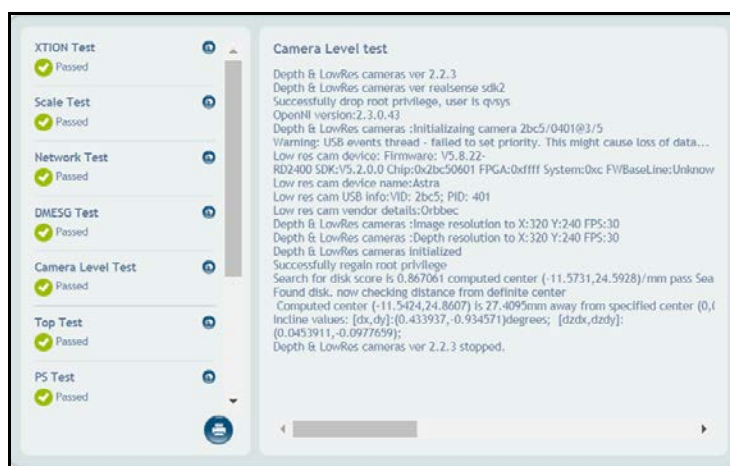 XTION Test
Passed
Scale Test
Passed
Network Test
Passed
DMESG Test
Passed
Camera Level Test
Passed
Top Test
Passed
PS Test
Passed
Camera Level test
Depth & LowRes cameras ver 2.2.3
Depth & LowRes cameras ver realsense sdk2
Successfully drop root privilege, user is qvsys
OpenNI version:2.3.0.43
Depth & LowRes cameras :Initializaing camera 2bc5/0401@3/5
Warning: USB events thread - failed to set priority. This might cause loss of data...
Low res cam device: Firmware: V5.8.22-
RD2400 SDK:V5.2.0.0 Chip:0x2bc50601 FPGA:0xffff System:0xc FWBaseLine:Unknow
Low res cam device name:Astra
Low res cam USB info:VID: 2bc5; PID: 401
Low res cam vendor details:Orbbec
Depth & LowRes cameras :Image resolution to X:320 Y:240 FPS:30
Depth & LowRes cameras :Depth resolution to X:320 Y:240 FPS:30
Depth & LowRes cameras initialized
Successfully regain root privilege
Search for disk score is 0.867061 computed center (-11.5731,24.5928)/mm pass Sea
Found disk. now checking distance from definite center
Computed center (-11.5424,24.8607) is 27.4095mm away from specified center (0,(
Incline values: [dx,dy]:(0.433937,-0.934571)degrees; [dzdx,dzdy]:
(0.0453911,-0.0977659);
Depth & LowRes cameras ver 2.2.3 stopped.